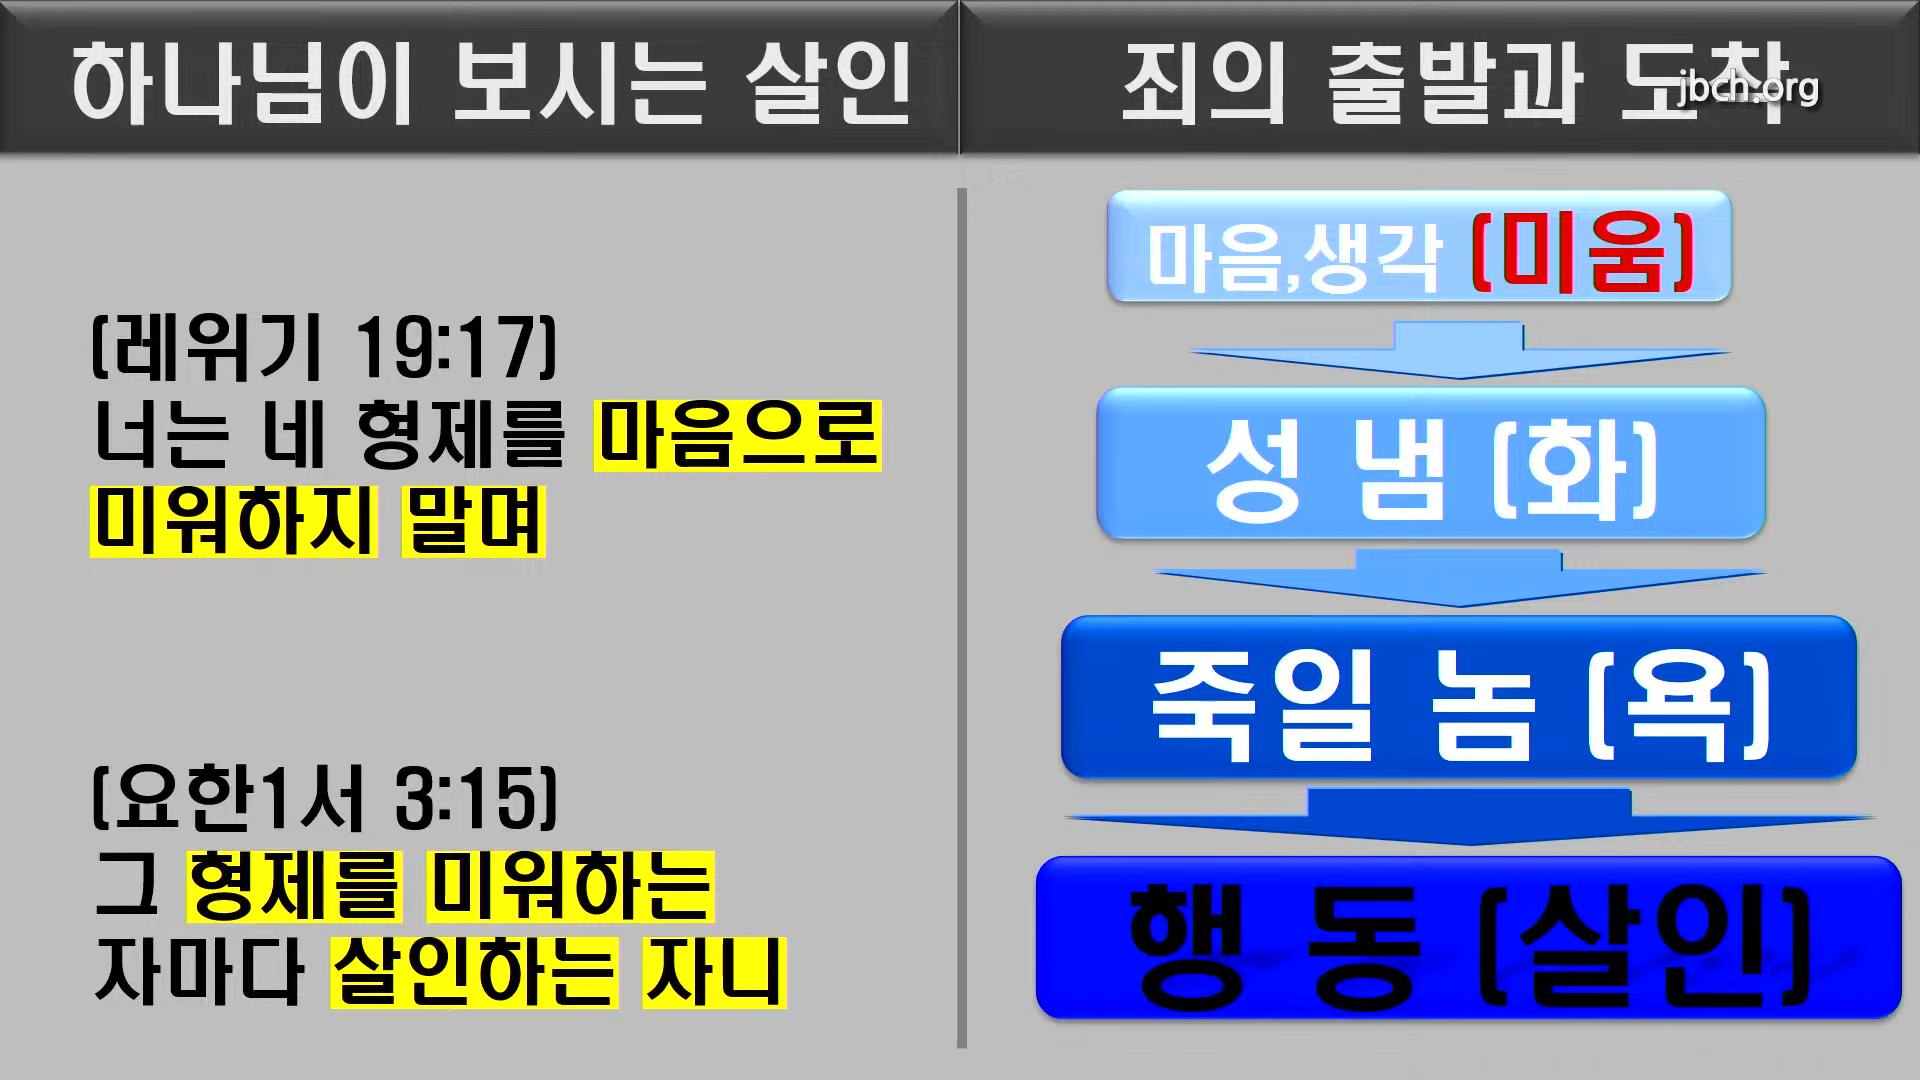 하나님이 보시는 살인
죄의 출발과 도착
jbch.org
(레위기 19:17)
너는 네 형제를 마음으로
미워하지 말며
(요한1서 3:15)
그 형제를 미워하는
자마다 살인하는 자니
마음,생각 (미움)
성 냄 (화)
죽일 놈 (욕)
행 동 (살인)